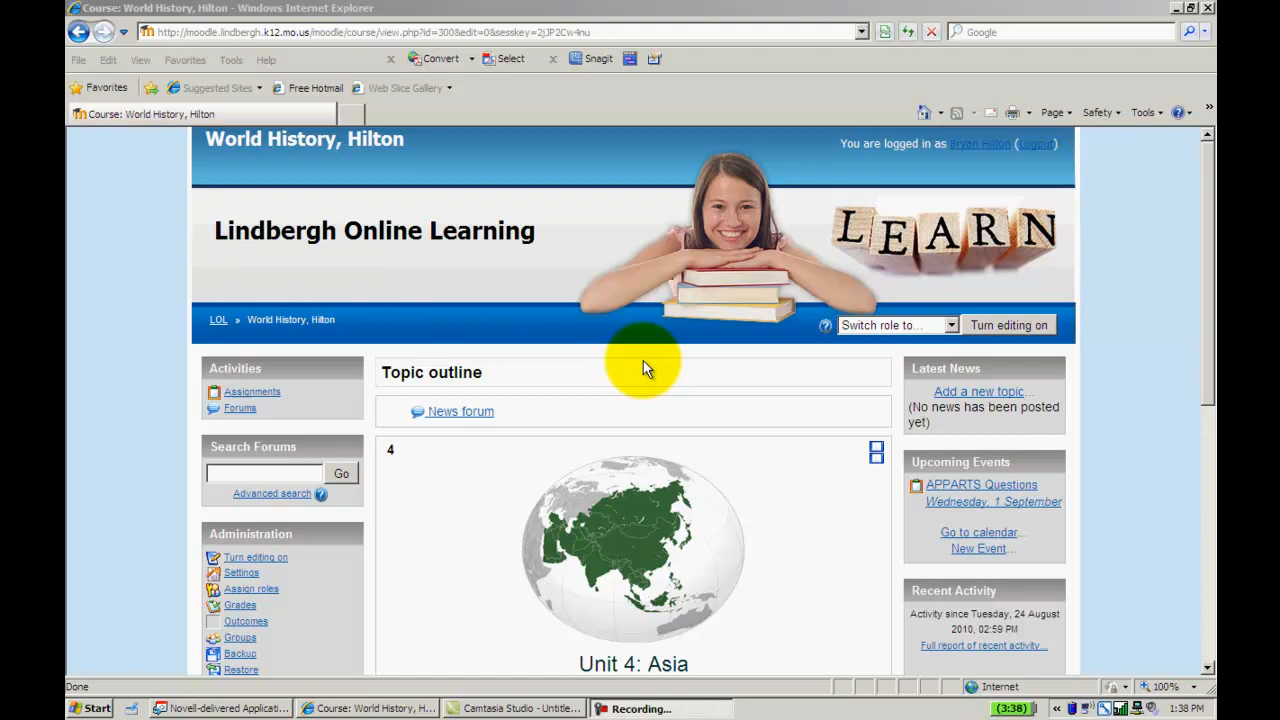 Course: World History, Hilton - Windows Internet Explorer
http://moodle.lindbergh.k12.mo.us/moodle/course/view.php?id=300&edit=0&sesskey=2jJP2Cw4nu
Google
File Edit View Favorites Tools Help
Convert Select Snagit
Favorites Suggested Sites Free Hotmail Web Slice Gallery
Course: World History, Hilton
Page Safety Tools
World History, Hilton
You are logged in as Bryan Hilton (Logout)
Lindbergh Online Learning
LEARN
LOL » World History, Hilton
Switch role to... Turn editing on
Activities
Assignments
Forums
Search Forums
Go
Advanced search
Administration
Turn editing on
Settings
Assign roles
Grades
Outcomes
Groups
Backup
Restore
Topic outline
News forum
4
Unit 4: Asia
Latest News
Add a new topic...
(No news has been posted
yet)
Upcoming Events
APPARTS Questions
Wednesday, 1 September
Go to calendar...
New Event...
Recent Activity
Activity since Tuesday, 24 August
2010, 02:59 PM
Full report of recent activity...
Done Internet 100%
Start Novell-delivered Applicati... Course: World History, H... Camtasia Studio - Untitle... Recording... (3:38) « 1:38 PM